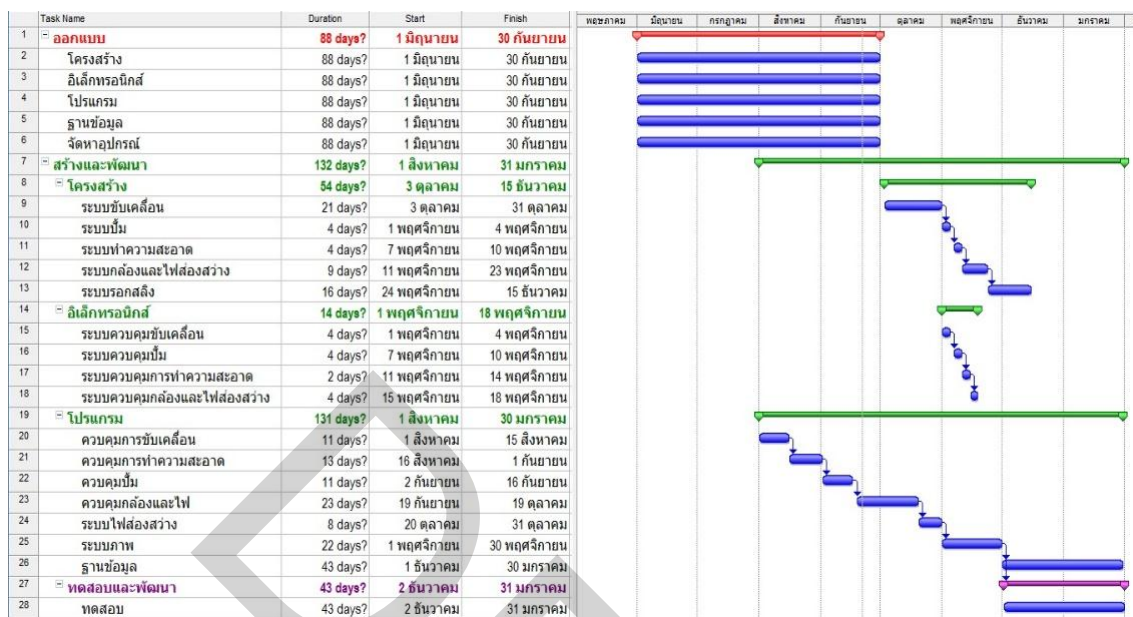 Task Name Duration Start Finish พฤษภาคม มิถุนายน กรกฎาคม สิงหาคม กันยายน ตุลาคม พฤศจิกายน ธันวาคม มกราคม
1 ออกแบบ 88 days? 1 มิถุนายน 30 กันยายน
2 โครงสร้าง 88 days? 1 มิถุนายน 30 กันยายน
3 อิเล็กทรอนิกส์ 88 days? 1 มิถุนายน 30 กันยายน
4 โปรแกรม 88 days? 1 มิถุนายน 30 กันยายน
5 ฐานข้อมูล 88 days? 1 มิถุนายน 30 กันยายน
6 จัดหาอุปกรณ์ 88 days? 1 มิถุนายน 30 กันยายน
7 สร้างและพัฒนา 132 days? 1 สิงหาคม 31 มกราคม
8 โครงสร้าง 54 days? 3 ตุลาคม 15 ธันวาคม
9 ระบบขับเคลื่อน 21 days? 3 ตุลาคม 31 ตุลาคม
10 ระบบปั๊ม 4 days? 1 พฤศจิกายน 4 พฤศจิกายน
11 ระบบทำความสะอาด 4 days? 7 พฤศจิกายน 10 พฤศจิกายน
12 ระบบกล้องและไฟส่องสว่าง 9 days? 11 พฤศจิกายน 23 พฤศจิกายน
13 ระบบรอกสลิง 16 days? 24 พฤศจิกายน 15 ธันวาคม
14 อิเล็กทรอนิกส์ 14 days? 1 พฤศจิกายน 18 พฤศจิกายน
15 ระบบควบคุมขับเคลื่อน 4 days? 1 พฤศจิกายน 4 พฤศจิกายน
16 ระบบควบคุมปั๊ม 4 days? 7 พฤศจิกายน 10 พฤศจิกายน
17 ระบบควบคุมการทำความสะอาด 2 days? 11 พฤศจิกายน 14 พฤศจิกายน
18 ระบบควบคุมกล้องและไฟส่องสว่าง 4 days? 15 พฤศจิกายน 18 พฤศจิกายน
19 โปรแกรม 131 days? 1 สิงหาคม 30 มกราคม
20 ควบคุมการขับเคลื่อน 11 days? 1 สิงหาคม 15 สิงหาคม
21 ควบคุมการทำความสะอาด 13 days? 16 สิงหาคม 1 กันยายน
22 ควบคุมปั๊ม 11 days? 2 กันยายน 16 กันยายน
23 ควบคุมกล้องและไฟ 23 days? 19 กันยายน 19 ตุลาคม
24 ระบบไฟส่องสว่าง 8 days? 20 ตุลาคม 31 ตุลาคม
25 ระบบภาพ 22 days? 1 พฤศจิกายน 30 พฤศจิกายน
26 ฐานข้อมูล 43 days? 1 ธันวาคม 30 มกราคม
27 ทดสอบและพัฒนา 43 days? 2 ธันวาคม 31 มกราคม
28 ทดสอบ 43 days? 2 ธันวาคม 31 มกราคม